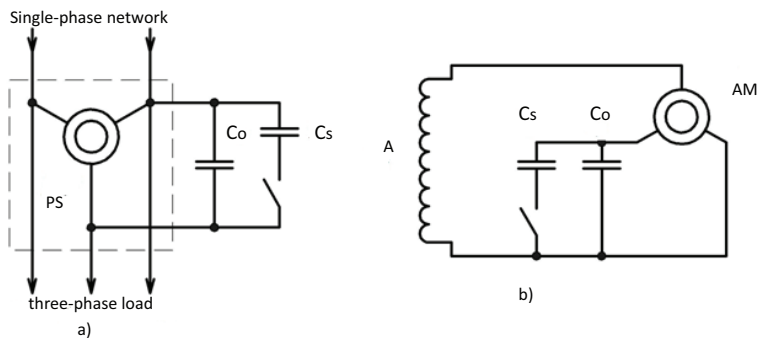 Single-phase network
Co
Cs
PS
three-phase load
a)
AM
Cs
Co
A
b)